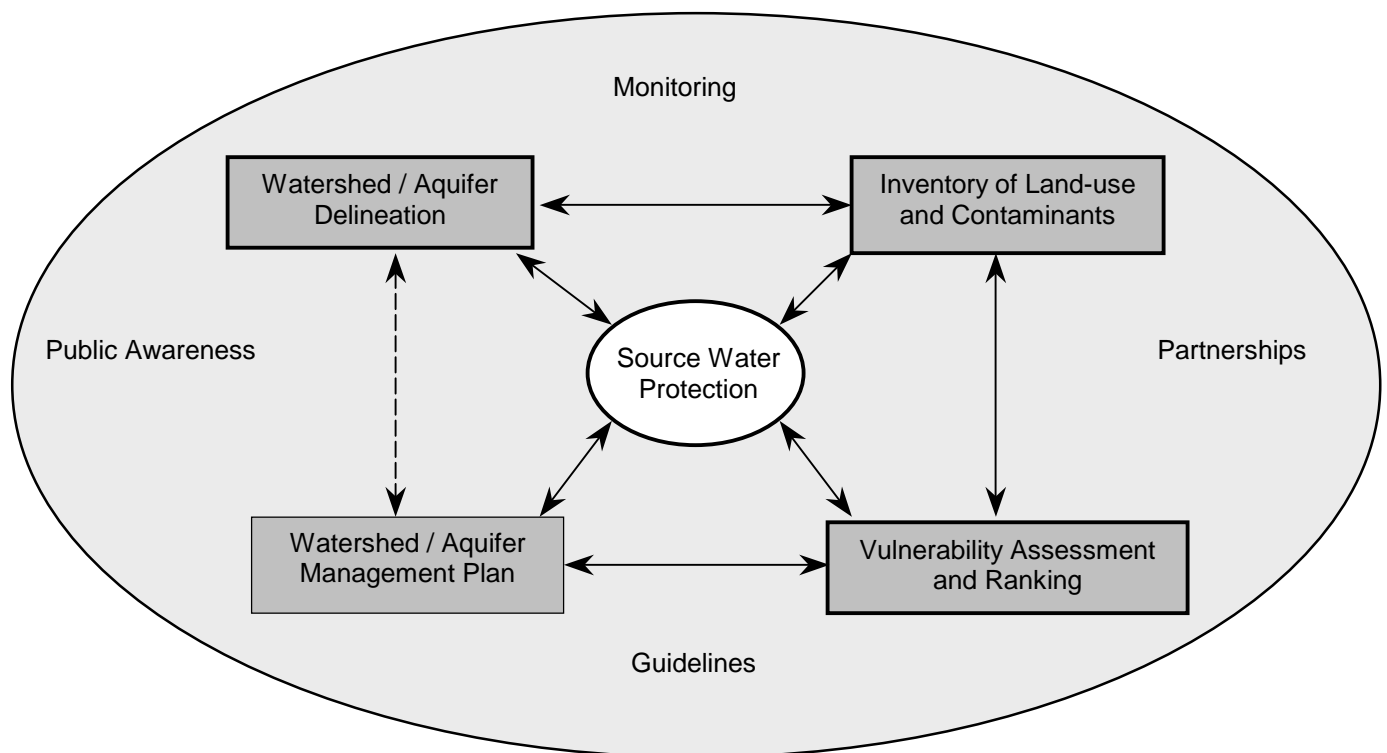 Monitoring
Watershed / Aquifer
Delineation
Inventory of Land-use
and Contaminants
Public Awareness
Source Water
Protection
Partnerships
Watershed / Aquifer
Management Plan
Vulnerability Assessment
and Ranking
Guidelines